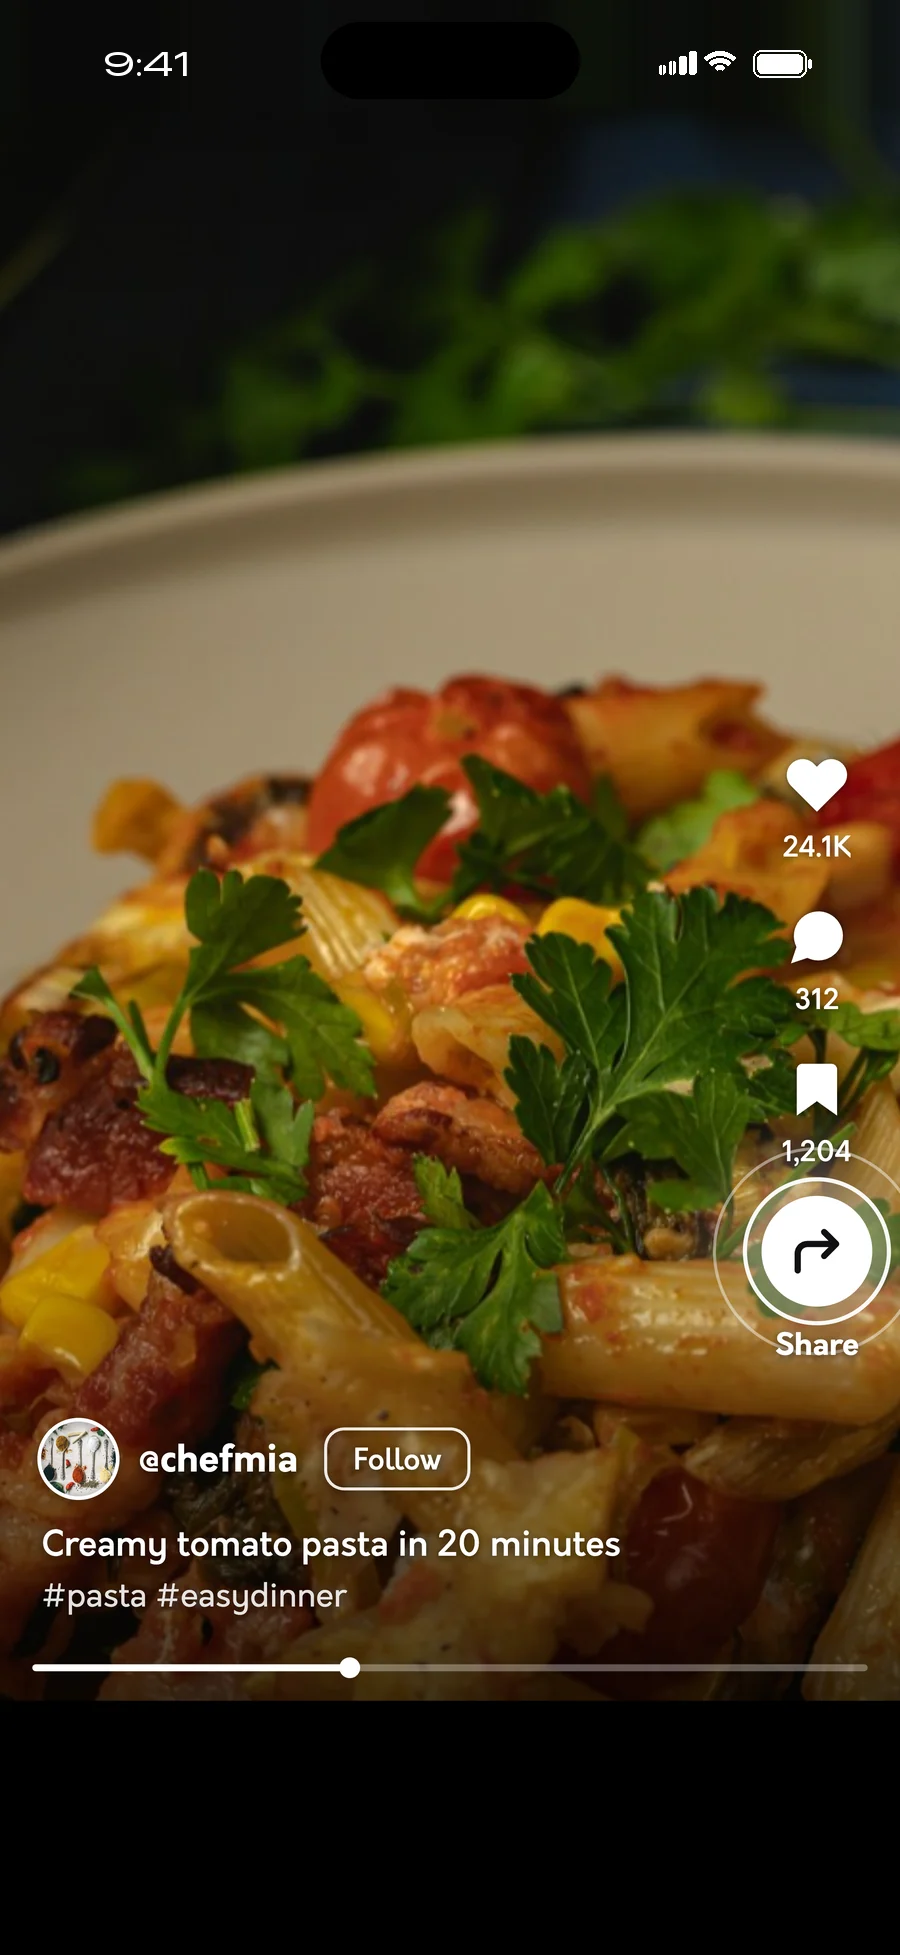 9:41
24.1K
312
1,204
Share
@chefmia
Follow
Creamy tomato pasta in 20 minutes
#pasta #easydinner